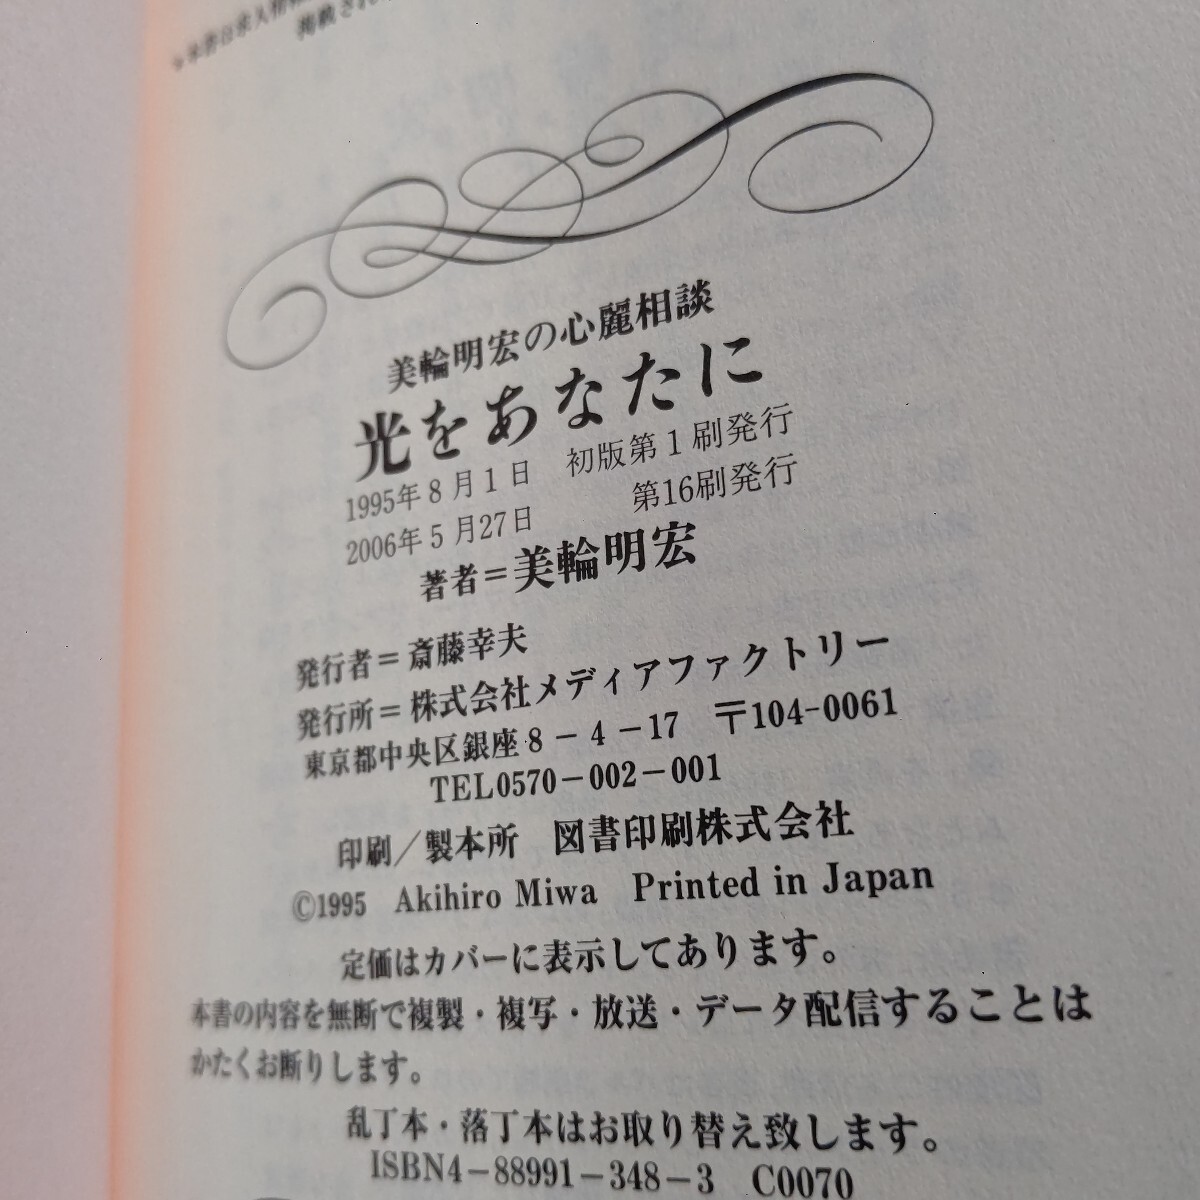 美輪明宏の心麗相談
光をあなたに
1995年8月1日 初版第1刷発行
2006年5月27日 第16刷発行
著者=美輪明宏
発行者=斎藤幸夫
発行所=株式会社メディアファクトリー
東京都中央区銀座8-4-17 〒104-0061
TEL0570-002-001
印刷/製本所 図書印刷株式会社
©1995 Akihiro Miwa Printed in Japan
定価はカバーに表示してあります。
本書の内容を無断で複製・複写・放送・データ配信することは
かたくお断りします。
乱丁本・落丁本はお取り替え致します。
ISBN4-88991-348-3 C0070